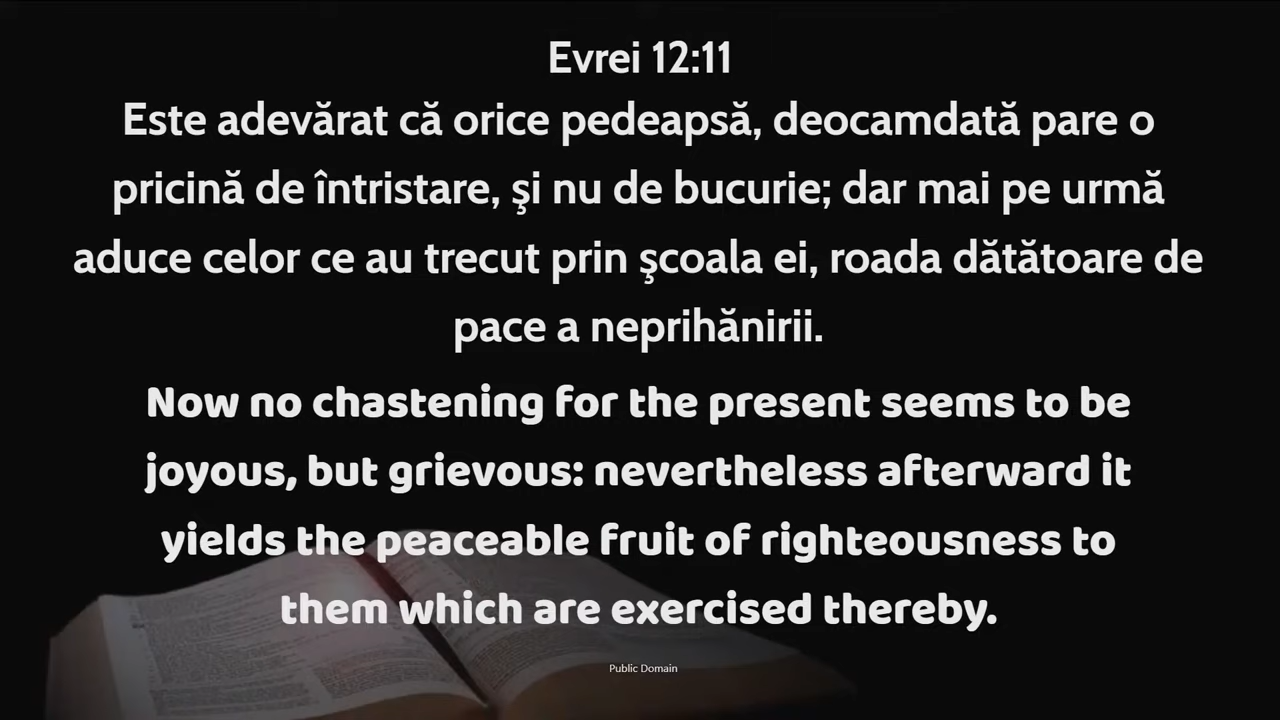 Evrei 12:11
Este adevărat că orice pedeapsă, deocamdată pare o
pricină de întristare, şi nu de bucurie; dar mai pe urmă
aduce celor ce au trecut prin şcoala ei, roada dătătoare de
pace a neprihănirii.
Now no chastening for the present seems to be
joyous, but grievous: nevertheless afterward it
yields the peaceable fruit of righteousness to
them which are exercised thereby.
Public Domain